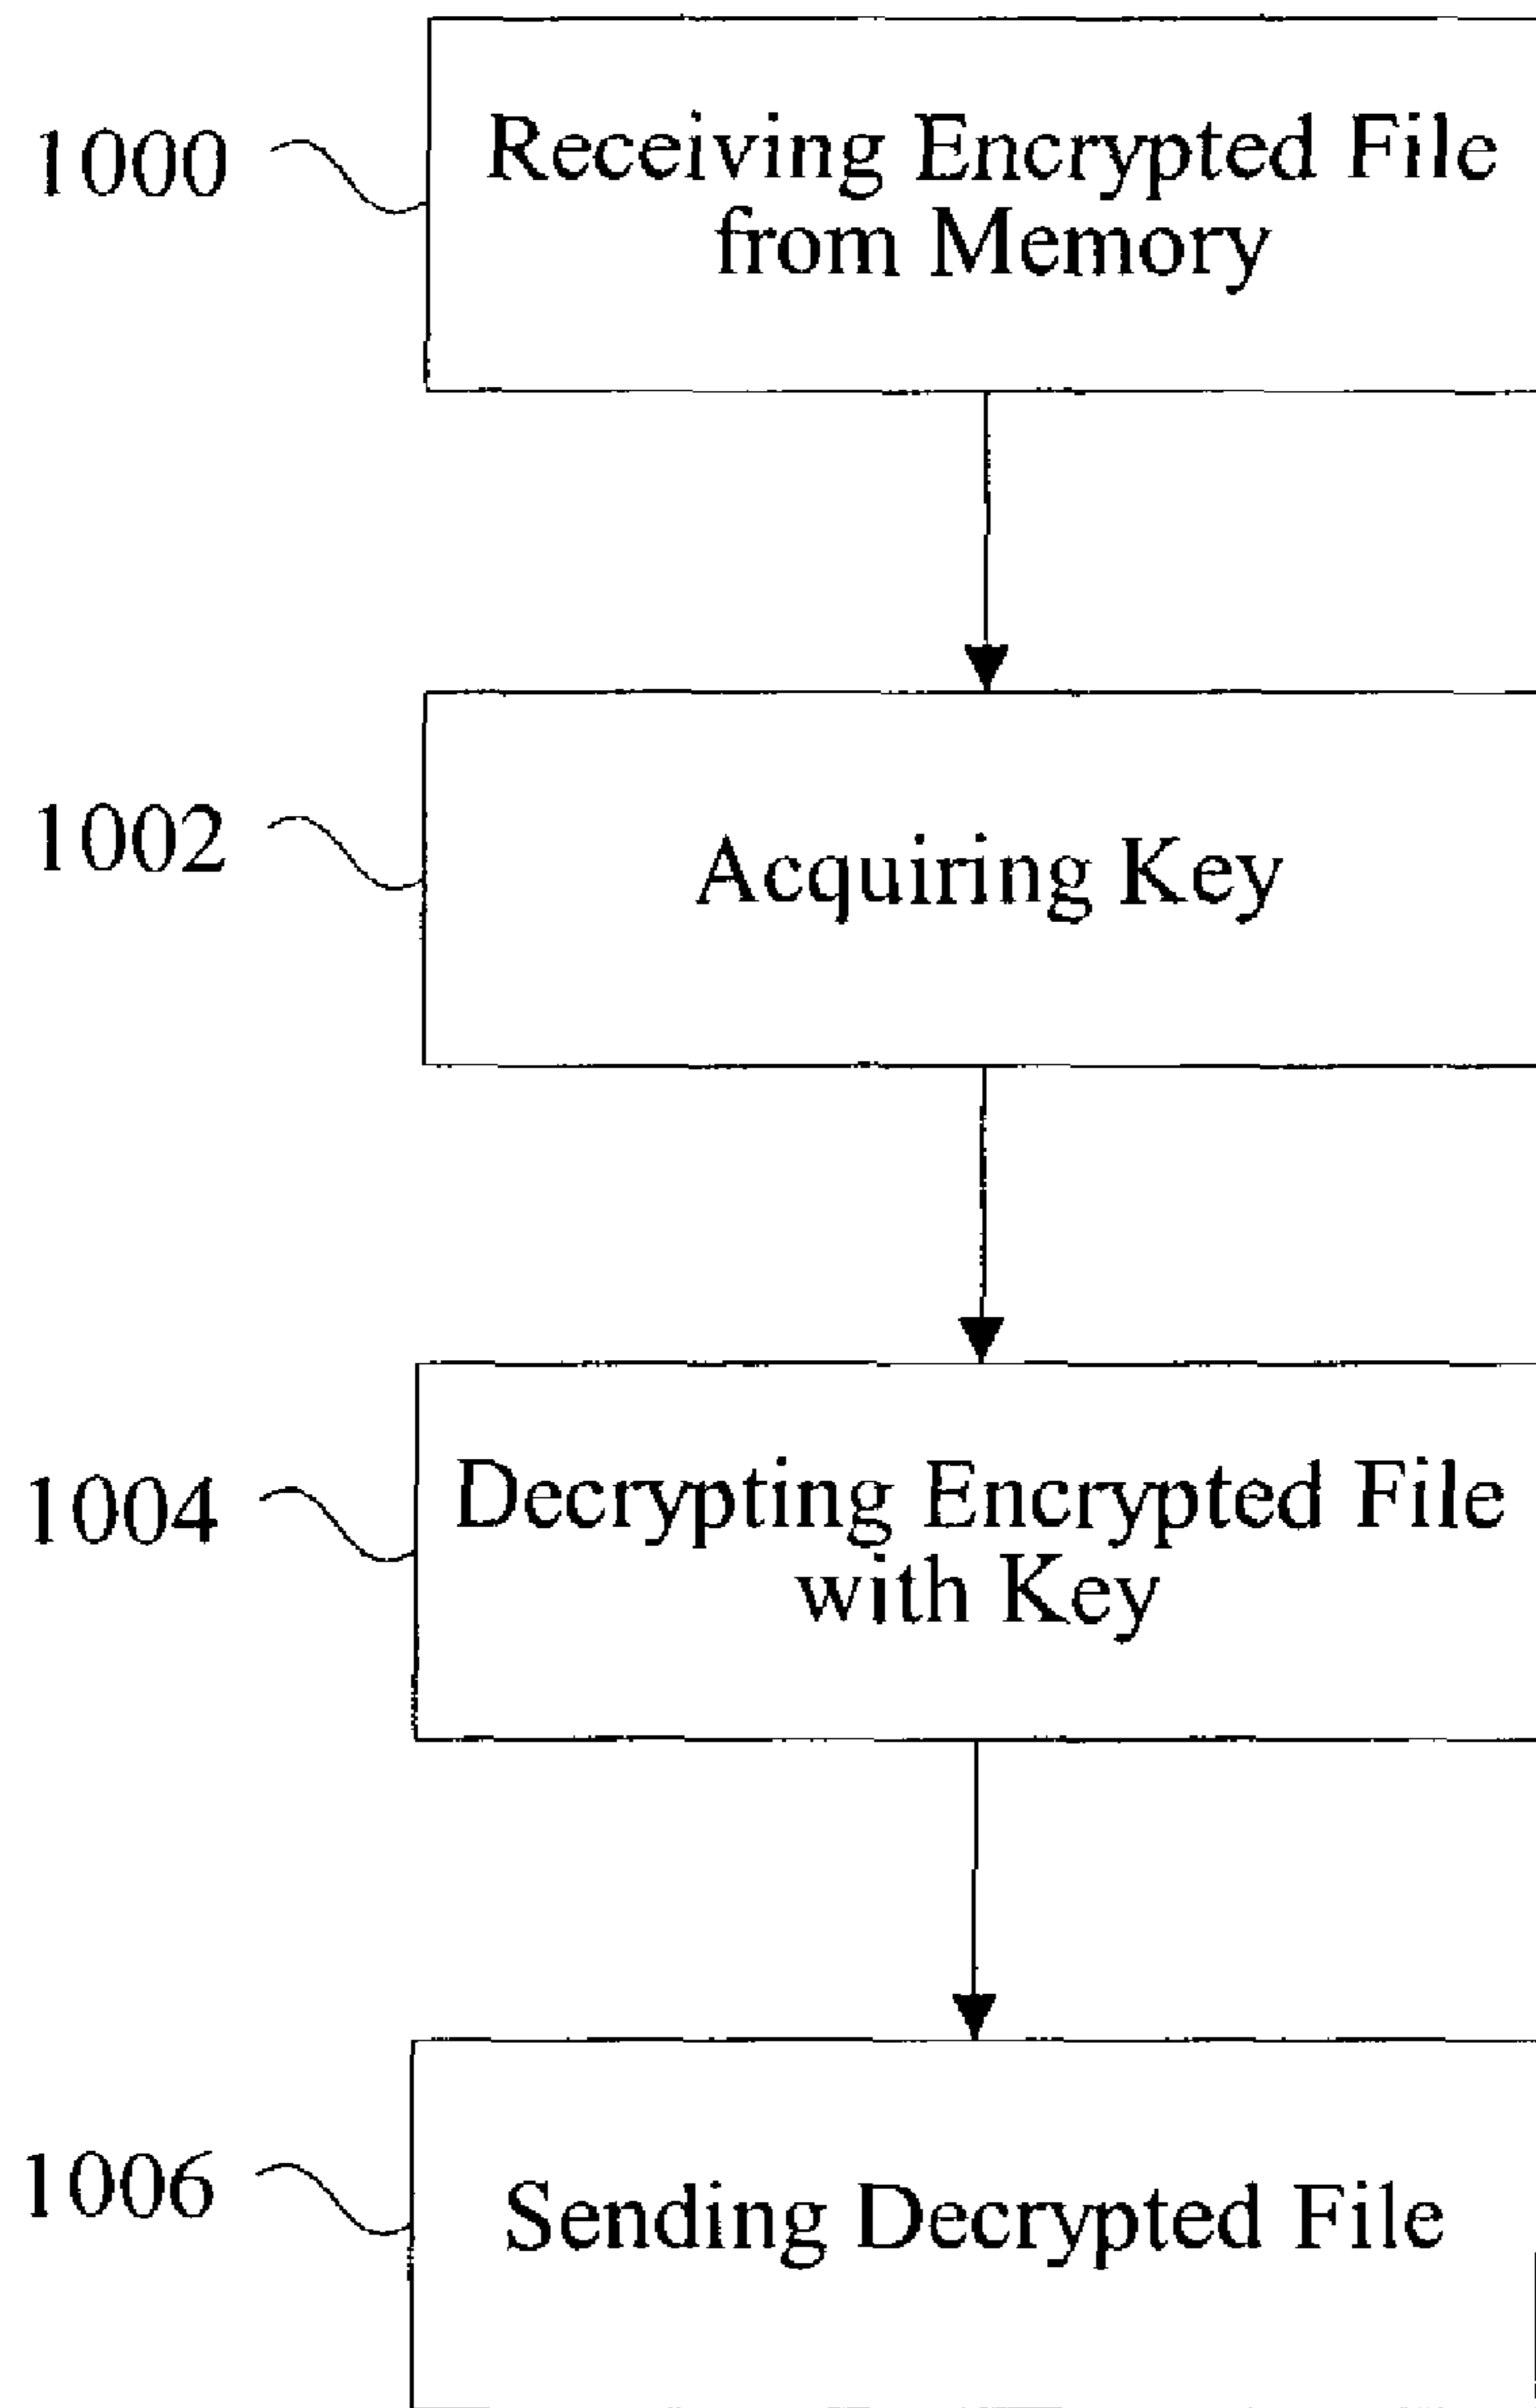 1000
Receiving Encrypted File
from Memory
1002
Acquiring Key
1004
Decrypting Encrypted File
with Key
1006
Sending Decrypted File